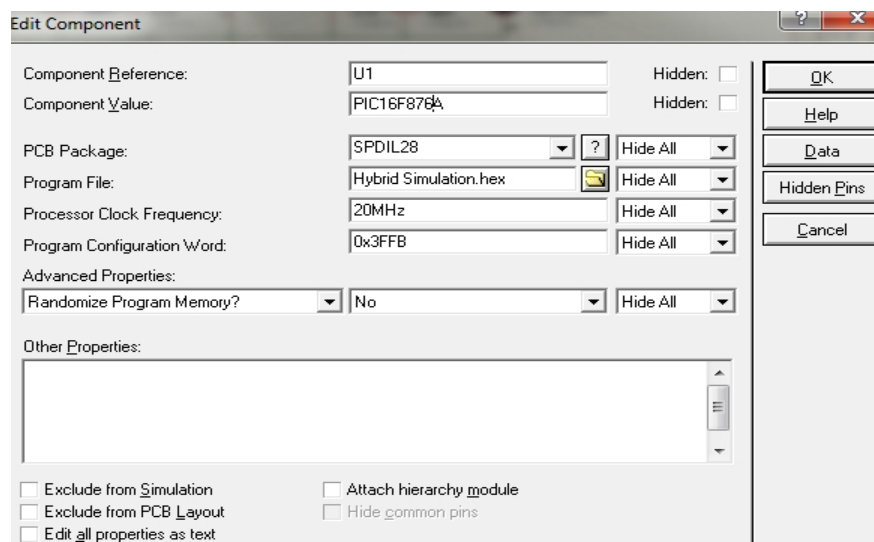 Edit Component
? X
Component Reference: U1 Hidden: OK
Component Value: PIC16F876A Hidden: Help
PCB Package: SPDIL28 ? Hide All Data
Program File: Hybrid Simulation.hex Hide All Hidden Pins
Processor Clock Frequency: 20MHz Hide All
Program Configuration Word: 0x3FFB Hide All Cancel
Advanced Properties:
Randomize Program Memory? No Hide All
Other Properties:
Exclude from Simulation Attach hierarchy module
Exclude from PCB Layout Hide common pins
Edit all properties as text